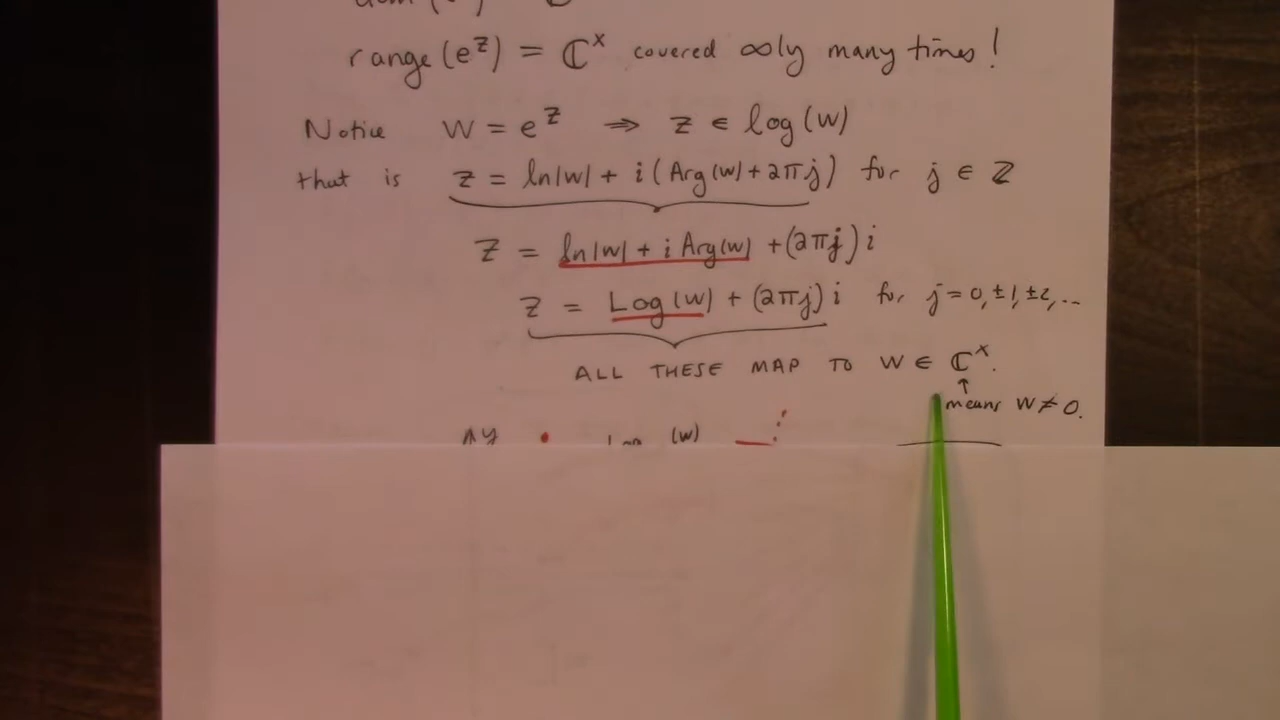 range(e^z) = ℂ^× covered ∞ly many times!
Notice w = e^z ⇒ z ∈ log(w)
that is z = ln|w| + i(Arg(w) + 2πj) for j ∈ ℤ
z = ln|w| + i Arg(w) + (2πj)i
z = Log(w) + (2πj)i for j = 0, ±1, ±2, ...
ALL THESE MAP TO w ∈ ℂ^×.
↑
means w ≠ 0.
(w)